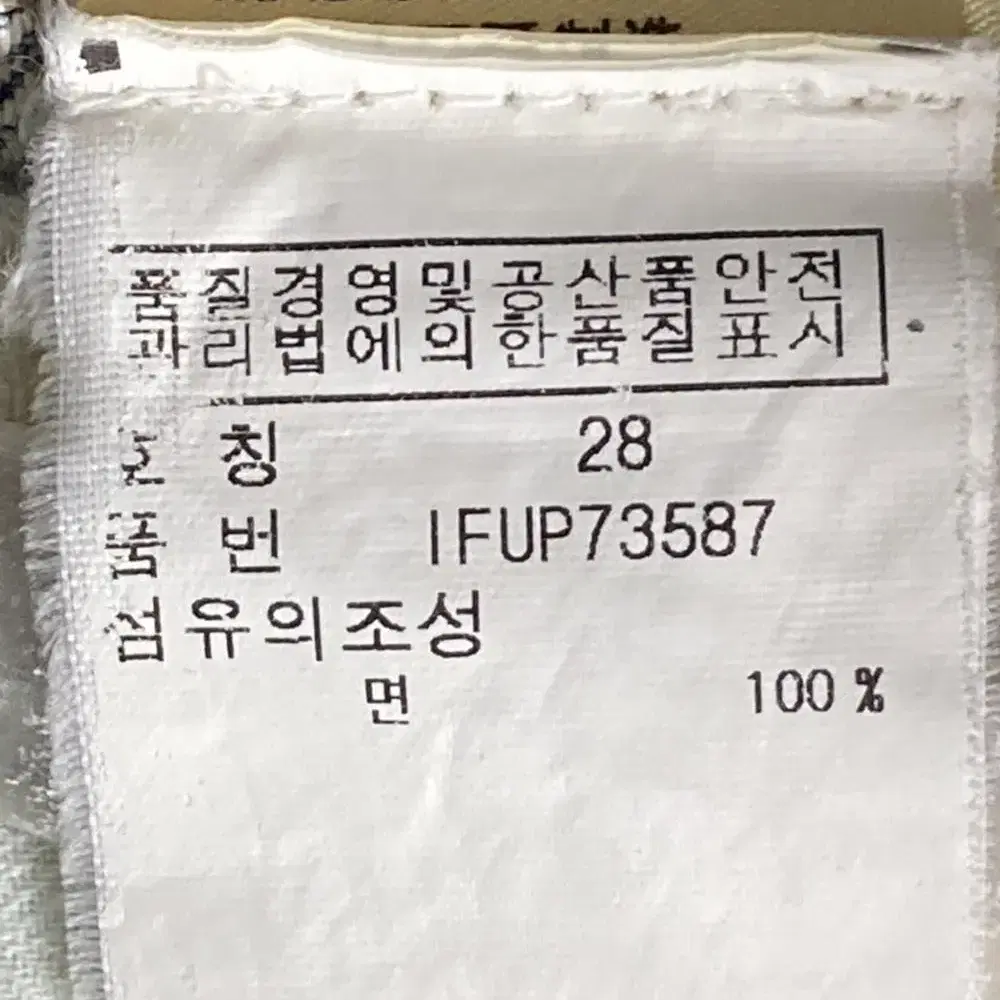 품질경영및공산품안전
관리법에의한품질표시
호칭 28
품번 IFUP73587
섬유의조성
면 100 %